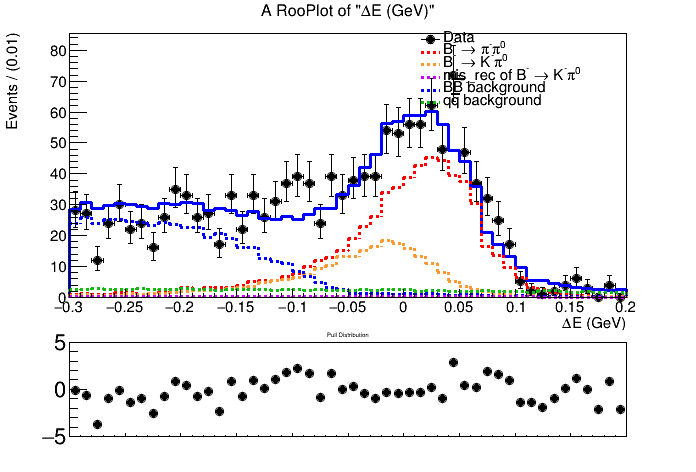 A RooPlot of "ΔE (GeV)"
Events / (0.01)
80
70
60
50
40
30
20
10
0
Data
B⁻ → π⁻π⁰
B⁻ → K⁻π⁰
mis_rec of B⁻ → K⁻π⁰
BB̄ background
qq̄ background
−0.3 −0.25 −0.2 −0.15 −0.1 −0.05 0 0.05 0.1 0.15 0.2
ΔE (GeV)
Pull Distribution
5
0
−5